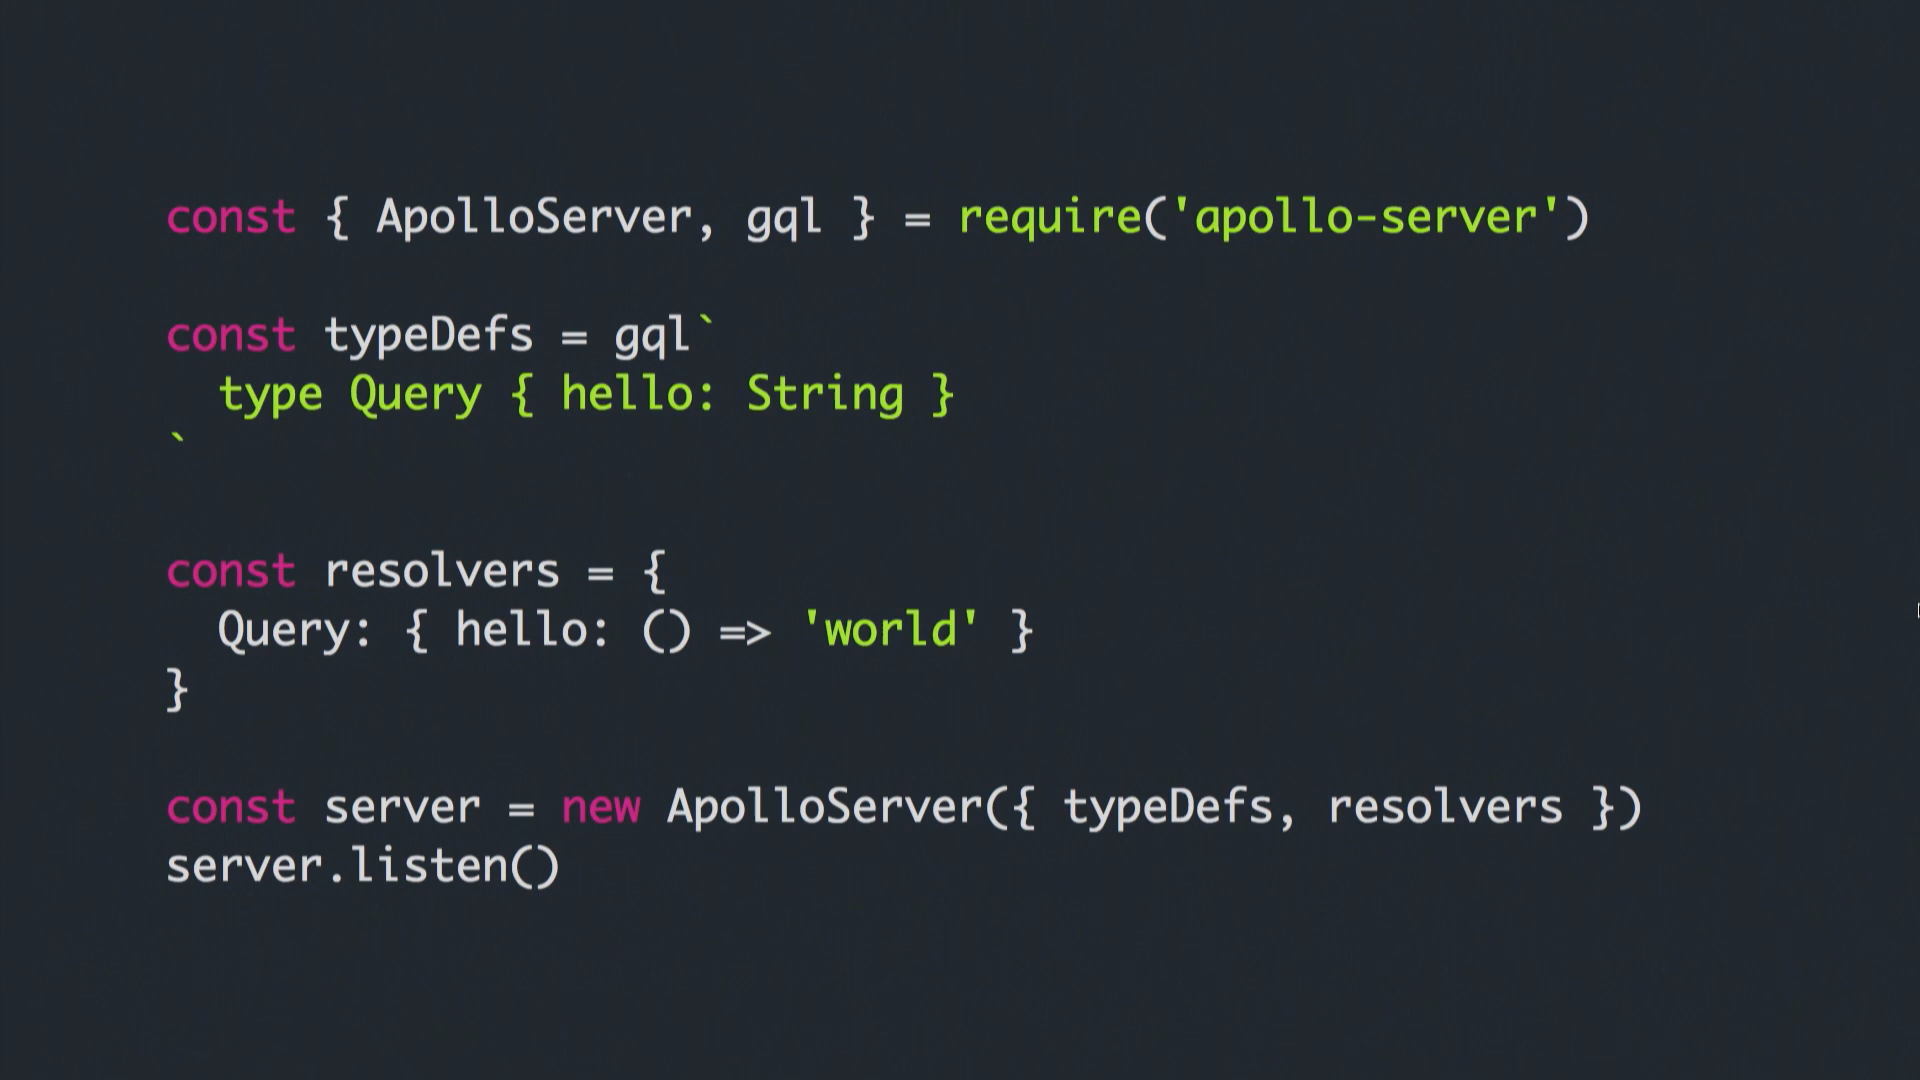 const { ApolloServer, gql } = require('apollo-server')
const typeDefs = gql`
  type Query { hello: String }
`
const resolvers = {
  Query: { hello: () => 'world' }
}
const server = new ApolloServer({ typeDefs, resolvers })
server.listen()